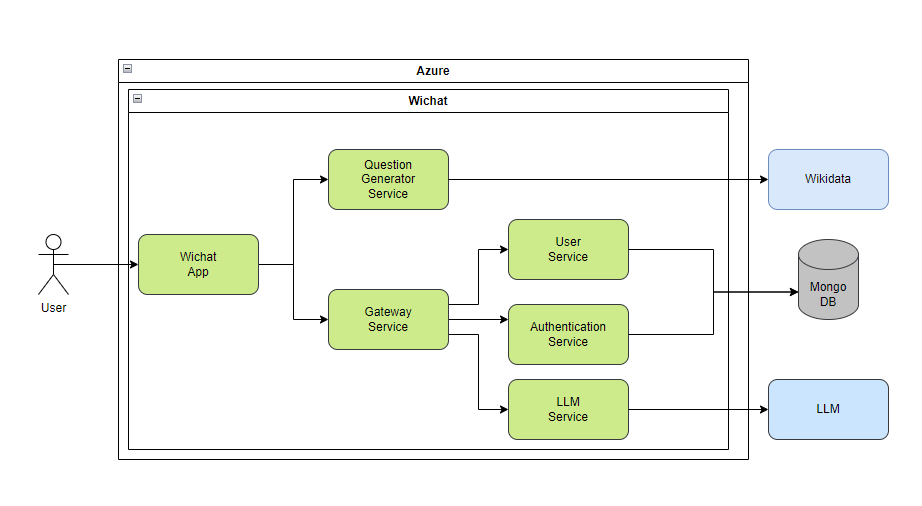 Azure
Wichat
Question
Generator
Service
Wikidata
User
Service
Wichat
App
Mongo
DB
User
Gateway
Service
Authentication
Service
LLM
Service
LLM